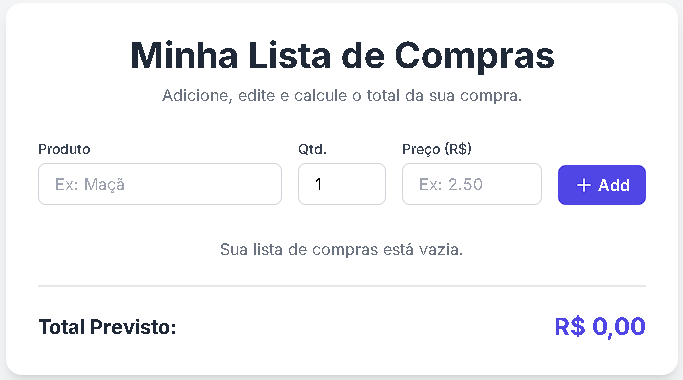 Minha Lista de Compras
Adicione, edite e calcule o total da sua compra.
Produto Qtd. Preço (R$)
Ex: Maçã 1 Ex: 2.50 + Add
Sua lista de compras está vazia.
Total Previsto: R$ 0,00